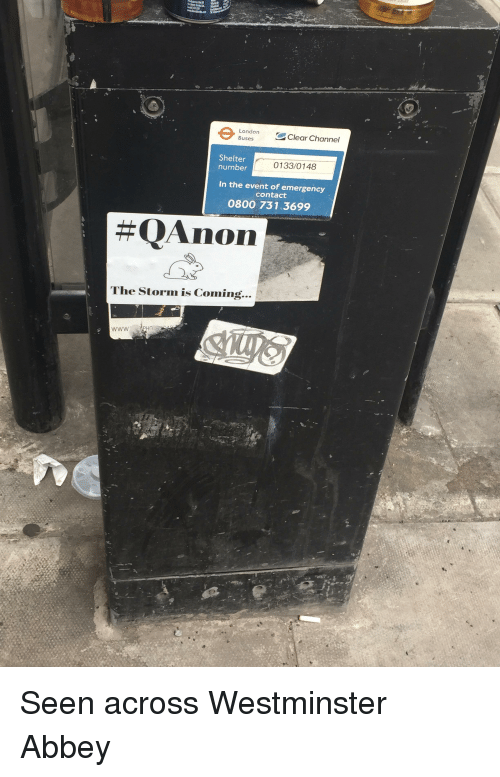 London
Buses
Clear Channel
Shelter
number
0133/0148
In the event of emergency
contact
0800 731 3699
#QAnon
The Storm is Coming...
www
Seen across Westminster
Abbey